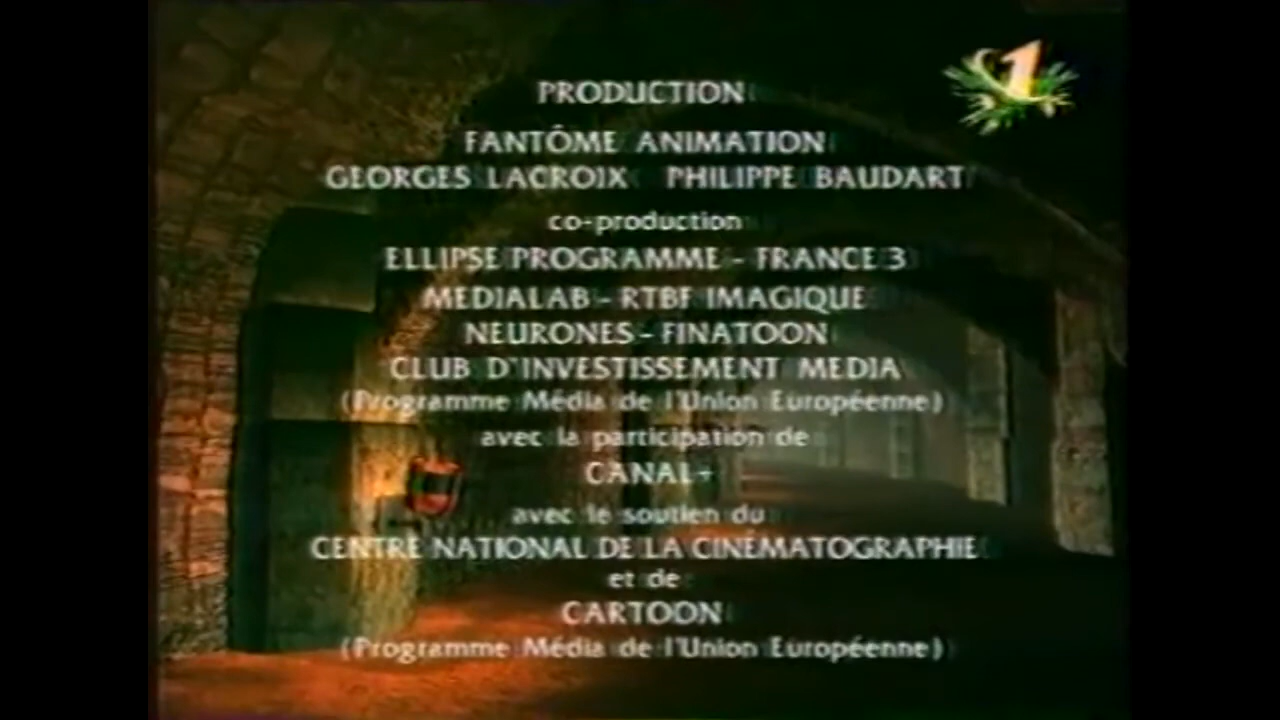 1
PRODUCTION
FANTÔME ANIMATION
GEORGES LACROIX PHILIPPE BAUDART
co-production
ELLIPSE PROGRAMME - FRANCE 3
MEDIALAB - RTBF IMAGIQUE
NEURONES - FINATOON
CLUB D'INVESTISSEMENT MEDIA
(Programme Média de l'Union Européenne)
avec la participation de
CANAL+
avec le soutien du
CENTRE NATIONAL DE LA CINÉMATOGRAPHIE
et de
CARTOON
(Programme Média de l'Union Européenne)